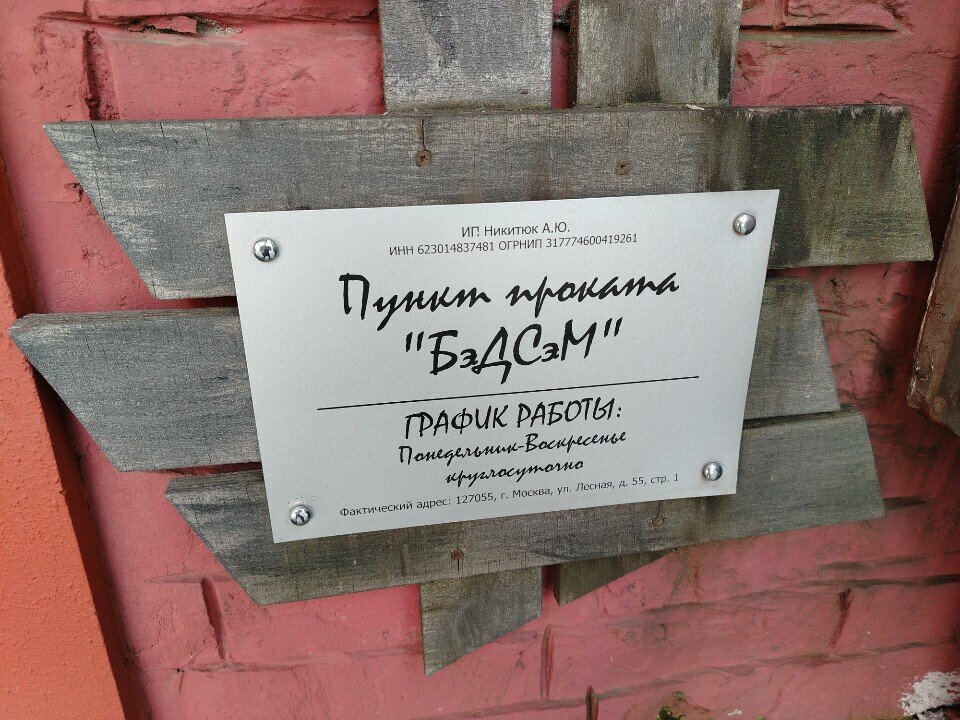 ИП Никитюк А.Ю.
ИНН 623014837481 ОГРНИП 317774600419261
Пункт проката
"БэДСэМ"
ГРАФИК РАБОТЫ:
Понедельник-Воскресенье
круглосуточно
Фактический адрес: 127055, г. Москва, ул. Лесная, д. 55, стр. 1